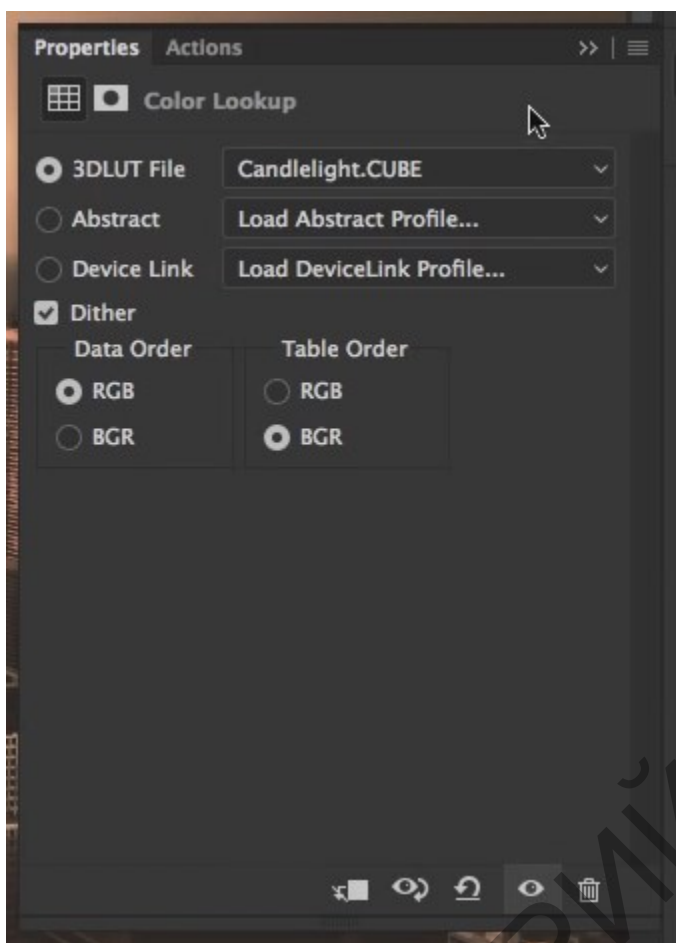 Properties Actions
Color Lookup
3DLUT File Candlelight.CUBE
Abstract Load Abstract Profile...
Device Link Load DeviceLink Profile...
Dither
Data Order Table Order
RGB RGB
BGR BGR
РИЙ